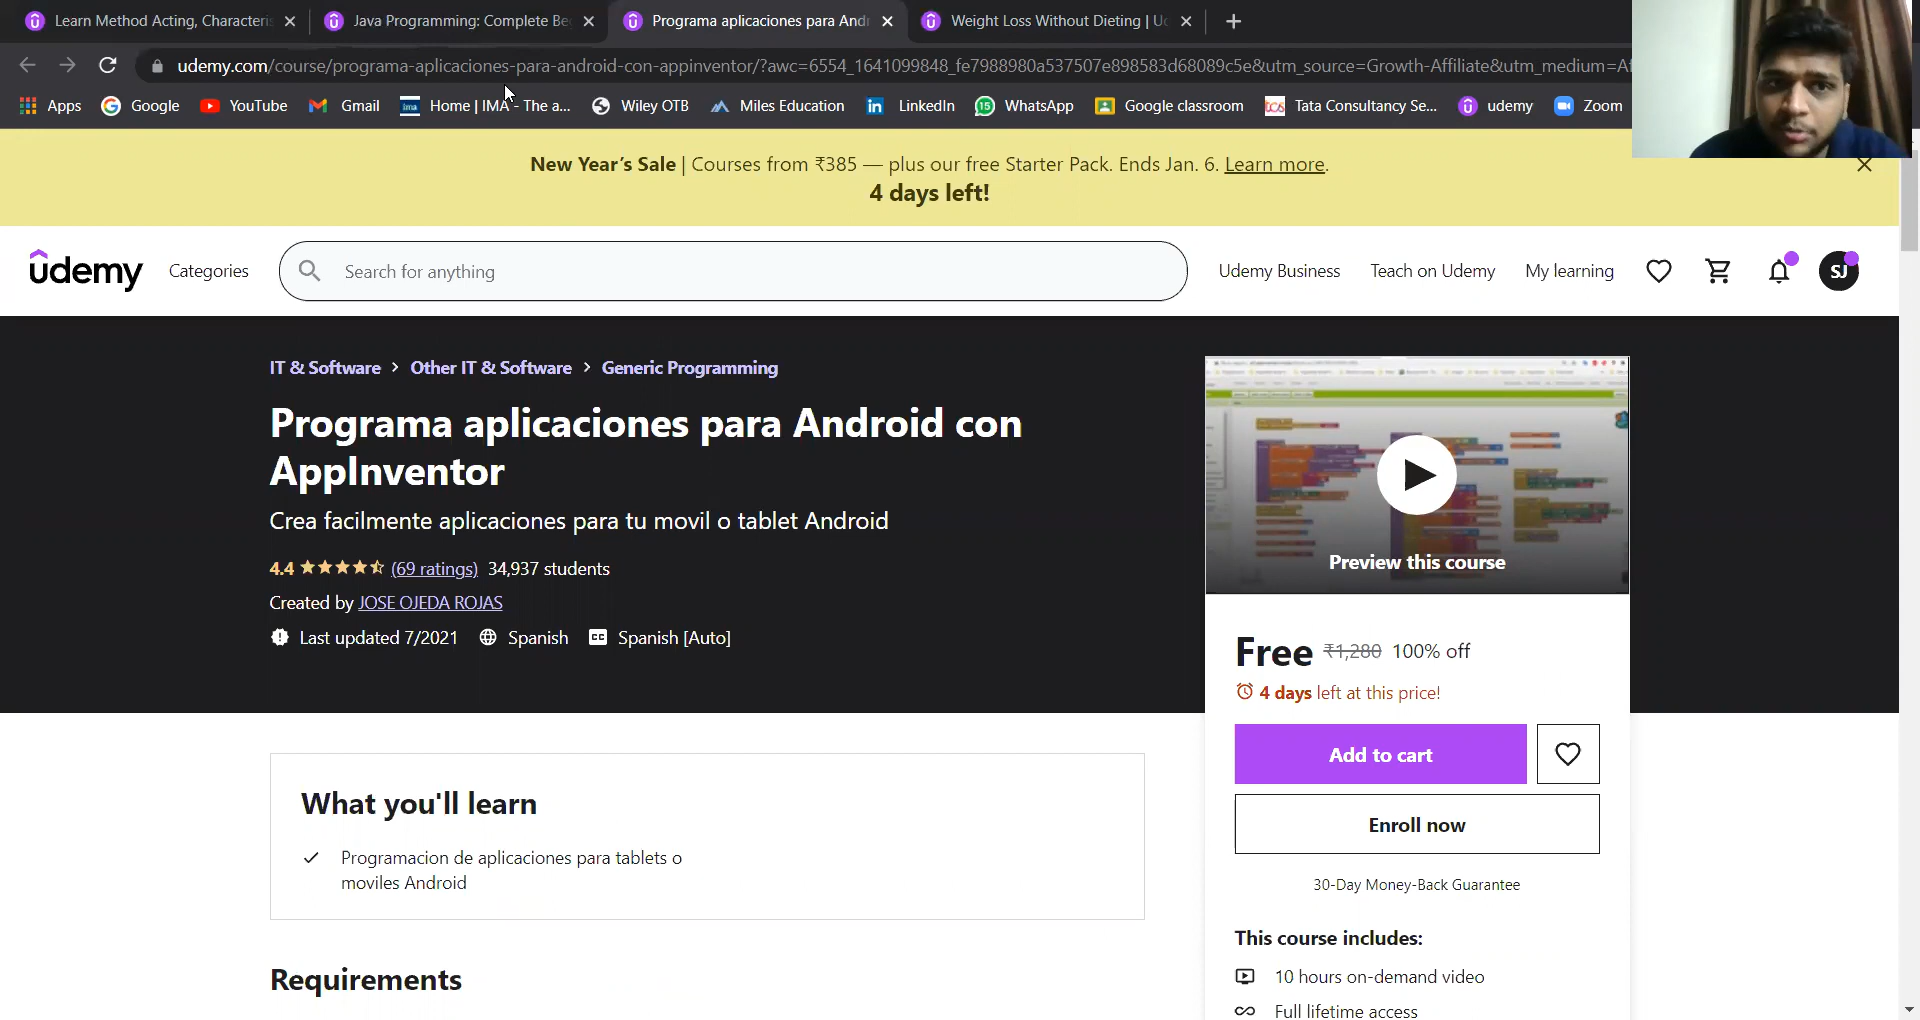 Learn Method Acting, Characteris
Java Programming: Complete Be
Programa aplicaciones para Andr
Weight Loss Without Dieting | U
udemy.com/course/programa-aplicaciones-para-android-con-appinventor/?awc=6554_1641099848_fe7988980a537507e898583d68089c5e&utm_source=Growth-Affiliate&utm_medium=Af
Apps
Google
YouTube
Gmail
Home | IMA - The a...
Wiley OTB
Miles Education
LinkedIn
WhatsApp
Google classroom
Tata Consultancy Se...
udemy
Zoom
New Year's Sale | Courses from ₹385 — plus our free Starter Pack. Ends Jan. 6. Learn more.
4 days left!
udemy
Categories
Search for anything
Udemy Business
Teach on Udemy
My learning
SJ
IT & Software > Other IT & Software > Generic Programming
Programa aplicaciones para Android con
AppInventor
Crea facilmente aplicaciones para tu movil o tablet Android
4.4 (69 ratings) 34,937 students
Created by JOSE OJEDA ROJAS
Last updated 7/2021 Spanish Spanish [Auto]
Preview this course
Free ₹1,280 100% off
4 days left at this price!
Add to cart
Enroll now
30-Day Money-Back Guarantee
This course includes:
10 hours on-demand video
Full lifetime access
What you'll learn
Programacion de aplicaciones para tablets o
moviles Android
Requirements